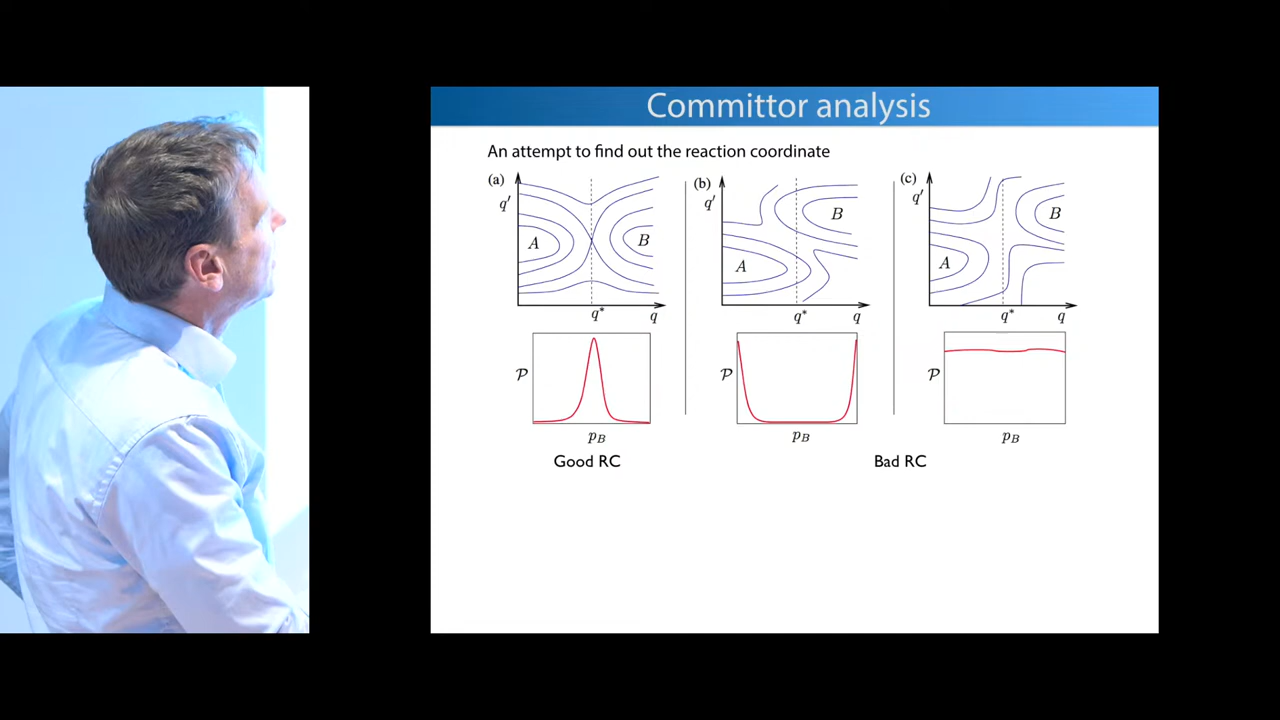 Committor analysis
An attempt to find out the reaction coordinate
(a)
q'
A
B
q*
q
(b)
q'
A
B
q*
q
(c)
q'
A
B
q*
q
𝒫
p_B
𝒫
p_B
𝒫
p_B
Good RC
Bad RC